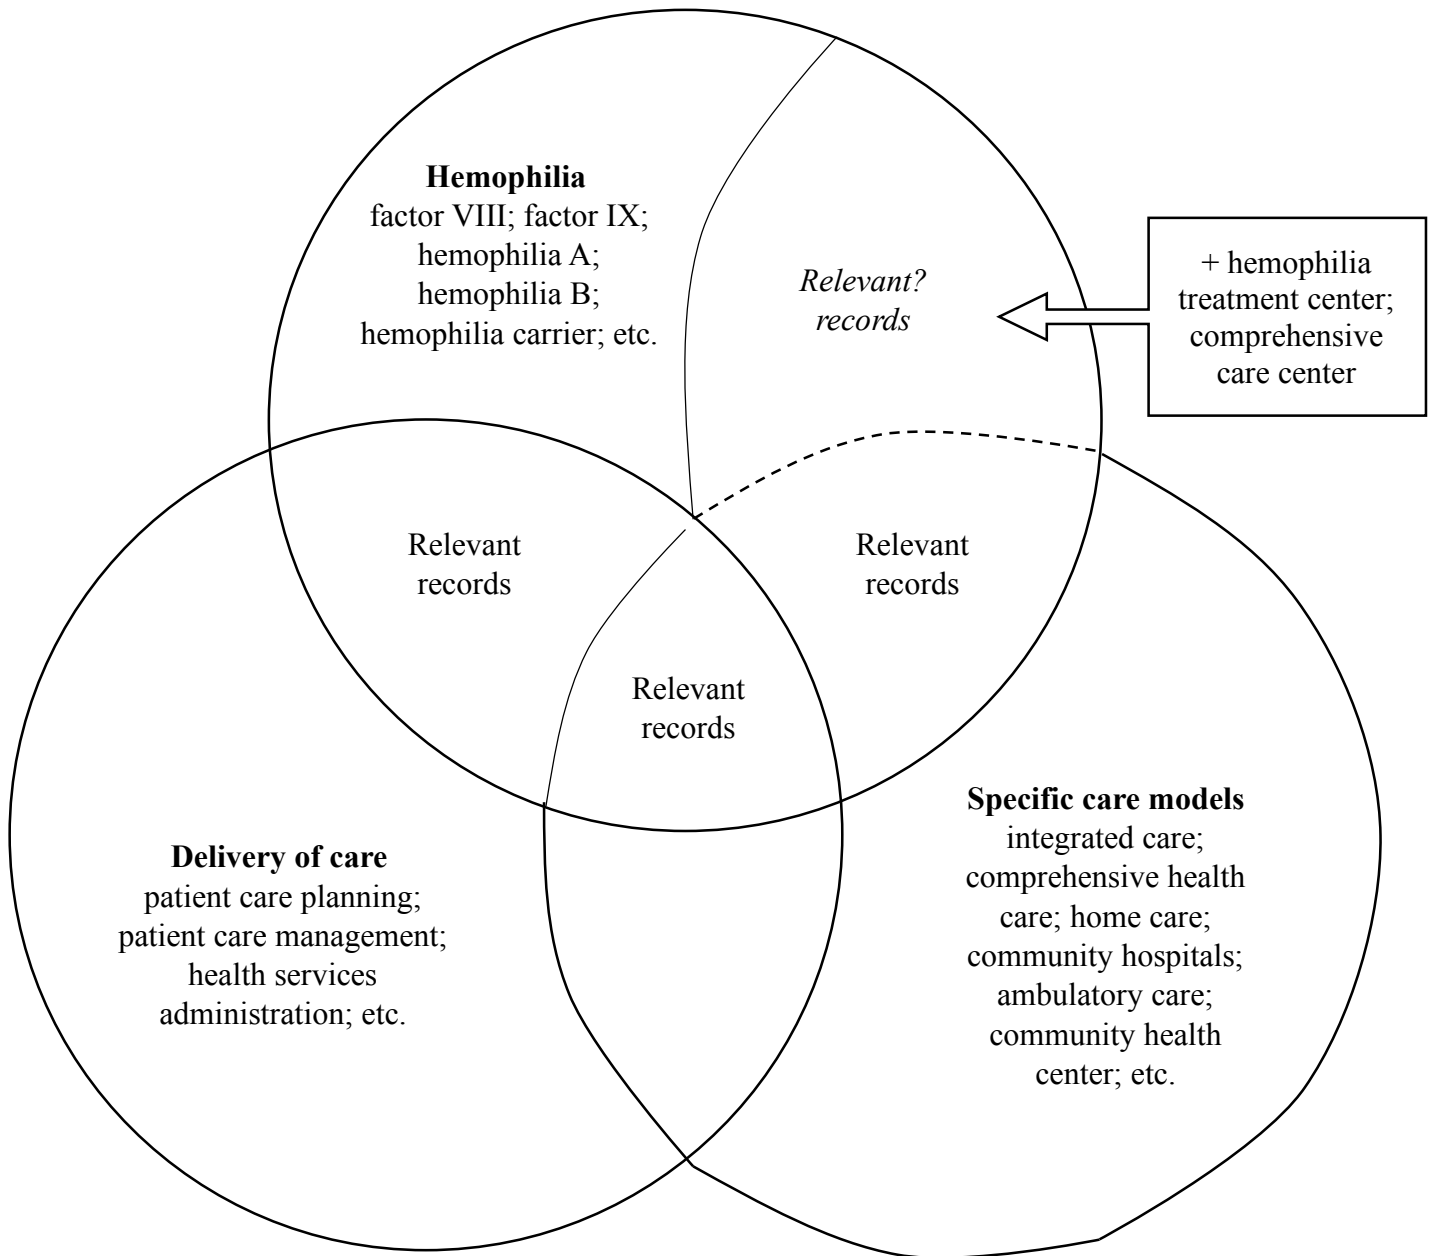 Hemophilia
factor VIII; factor IX;
hemophilia A;
hemophilia B;
hemophilia carrier; etc.
Relevant?
records
+ hemophilia
treatment center;
comprehensive
care center
Relevant
records
Relevant
records
Relevant
records
Delivery of care
patient care planning;
patient care management;
health services
administration; etc.
Specific care models
integrated care;
comprehensive health
care; home care;
community hospitals;
ambulatory care;
community health
center; etc.